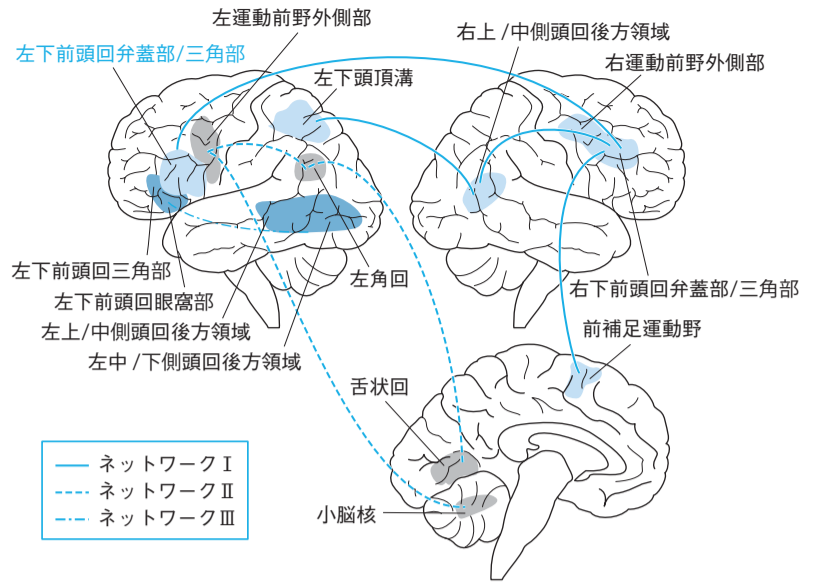 左運動前野外側部
左下前頭回弁蓋部/三角部
左下頭頂溝
右上/中側頭回後方領域
右運動前野外側部
左下前頭回三角部
左下前頭回眼窩部
左上/中側頭回後方領域
左中/下側頭回後方領域
左角回
右下前頭回弁蓋部/三角部
前補足運動野
舌状回
小脳核
ネットワークⅠ
ネットワークⅡ
ネットワークⅢ